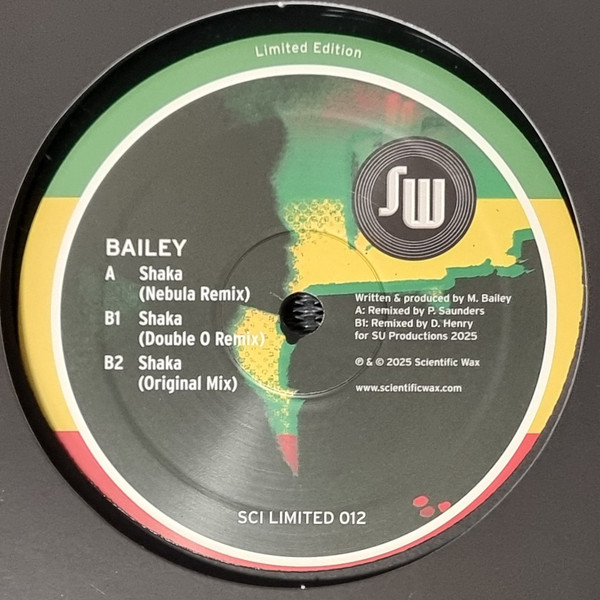 Limited Edition
SW
BAILEY
A Shaka
(Nebula Remix)
B1 Shaka
(Double O Remix)
B2 Shaka
(Original Mix)
Written & produced by M. Bailey
A: Remixed by P. Saunders
B1: Remixed by D. Henry
for SU Productions 2025
℗ & © 2025 Scientific Wax
www.scientificwax.com
SCI LIMITED 012